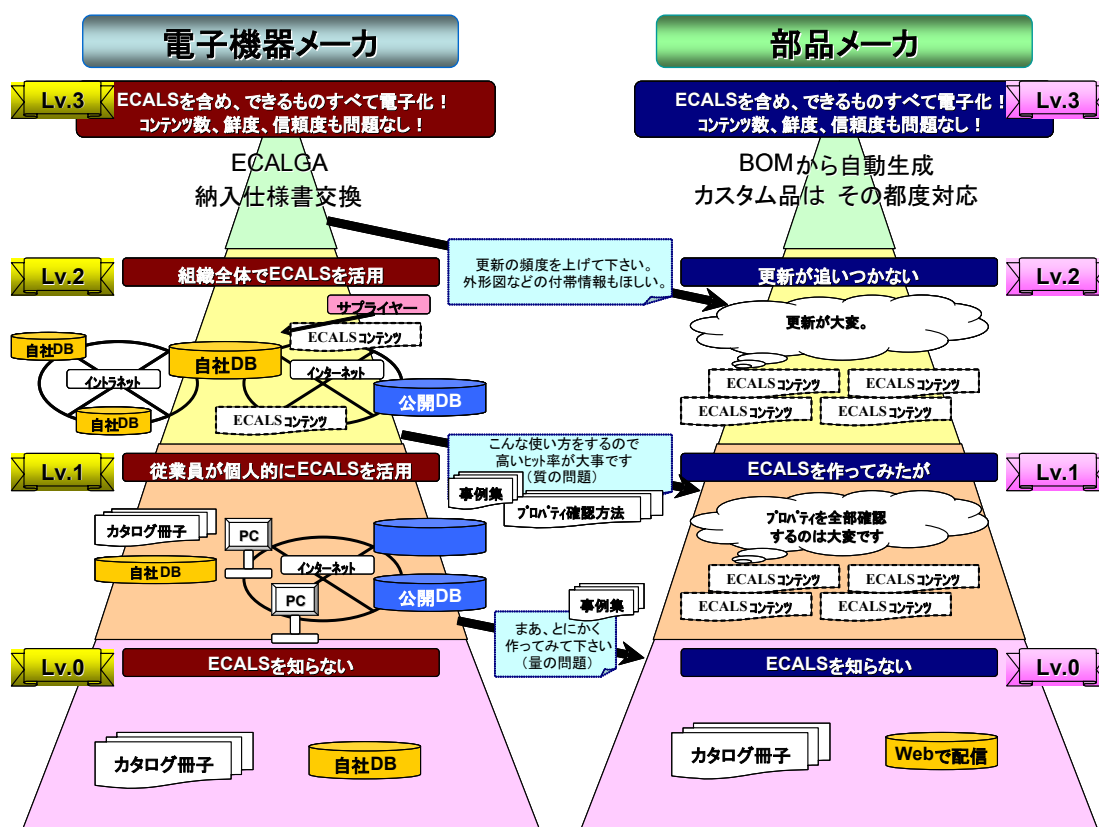 電子機器メーカ
部品メーカ
Lv.3
ECALSを含め、できるものすべて電子化！
コンテンツ数、鮮度、信頼度も問題なし！
ECALSを含め、できるものすべて電子化！
コンテンツ数、鮮度、信頼度も問題なし！
Lv.3
ECALGA
納入仕様書交換
BOMから自動生成
カスタム品は その都度対応
更新の頻度を上げて下さい。
外形図などの付帯情報もほしい。
Lv.2
組織全体でECALSを活用
更新が追いつかない
Lv.2
サプライヤー
ECALSコンテンツ
自社DB
自社DB
イントラネット
インターネット
公開DB
自社DB
ECALSコンテンツ
更新が大変。
ECALSコンテンツ
ECALSコンテンツ
ECALSコンテンツ
ECALSコンテンツ
こんな使い方をするので
高いヒット率が大事です
（質の問題）
事例集
プロパティ確認方法
Lv.1
従業員が個人的にECALSを活用
ECALSを作ってみたが
Lv.1
カタログ冊子
PC
自社DB
インターネット
公開DB
PC
プロパティを全部確認
するのは大変です
ECALSコンテンツ
ECALSコンテンツ
ECALSコンテンツ
ECALSコンテンツ
事例集
まあ、とにかく
作ってみて下さい
（量の問題）
Lv.0
ECALSを知らない
ECALSを知らない
Lv.0
カタログ冊子
自社DB
カタログ冊子
Webで配信